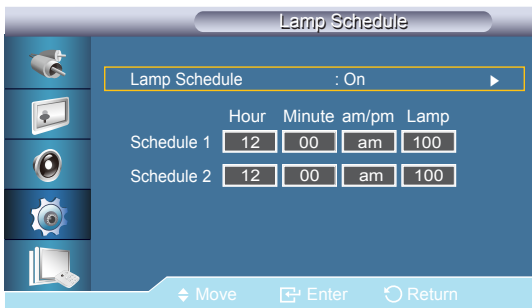 Lamp Schedule
Lamp Schedule : On
Hour Minute am/pm Lamp
Schedule 1 12 00 am 100
Schedule 2 12 00 am 100
Move Enter Return